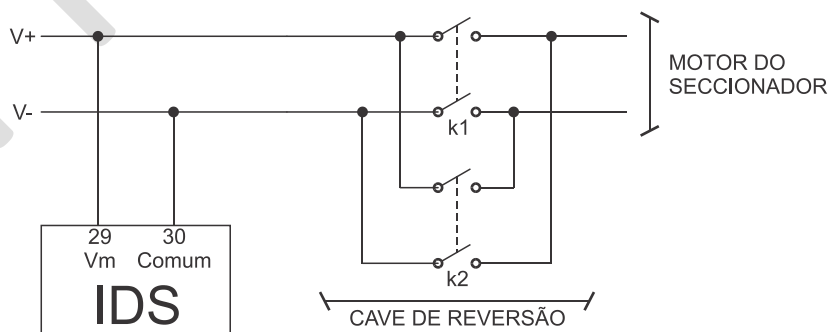 V+
V-
k1
MOTOR DO
SECCIONADOR
29
Vm
30
Comum
IDS
k2
CAVE DE REVERSÃO